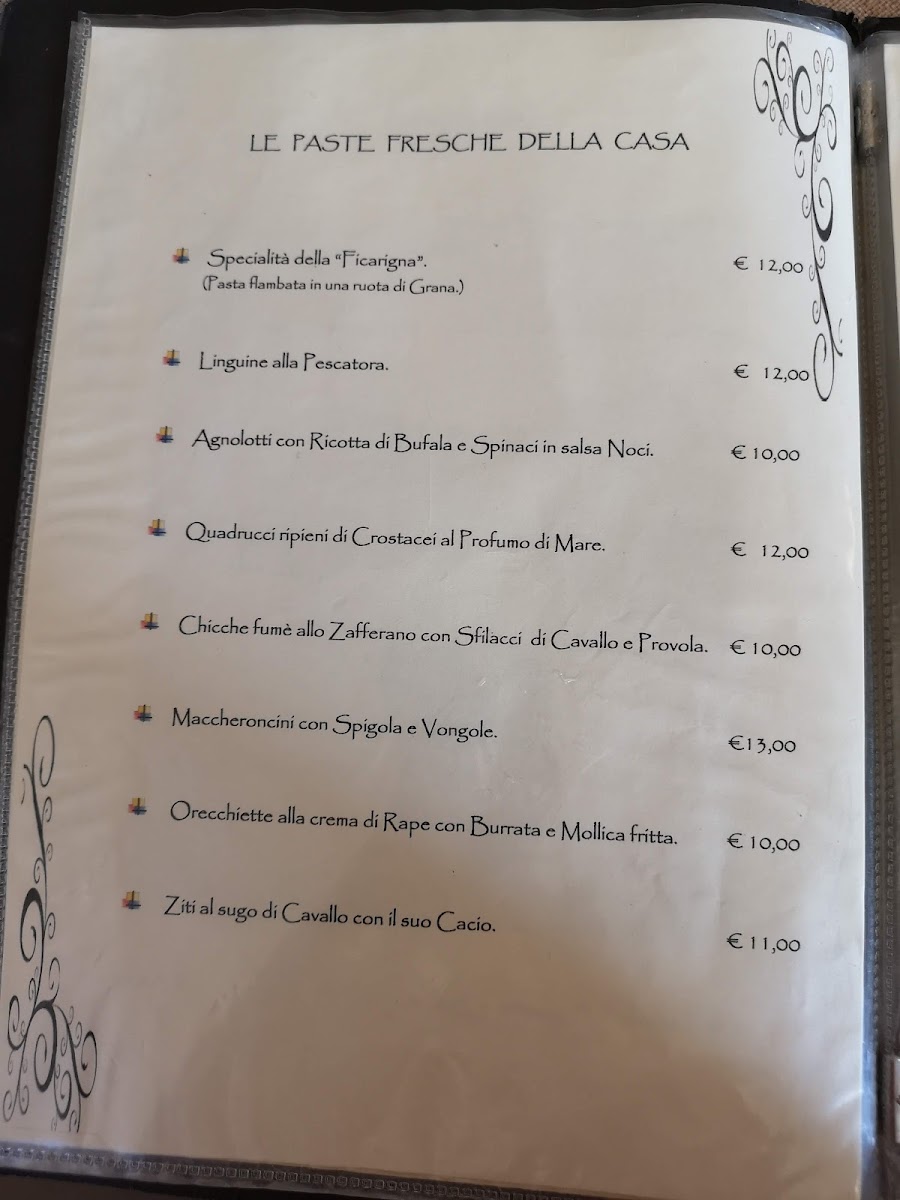 LE PASTE FRESCHE DELLA CASA
Specialità della “Ficarigna”. € 12,00
(Pasta flambata in una ruota di Grana.)
Linguine alla Pescatora. € 12,00
Agnolotti con Ricotta di Bufala e Spinaci in salsa Noci. € 10,00
Quadrucci ripieni di Crostacei al Profumo di Mare. € 12,00
Chicche fumè allo Zafferano con Sfilacci di Cavallo e Provola. € 10,00
Maccheroncini con Spigola e Vongole. €13,00
Orecchiette alla crema di Rape con Burrata e Mollica fritta. € 10,00
Ziti al sugo di Cavallo con il suo Cacio. € 11,00